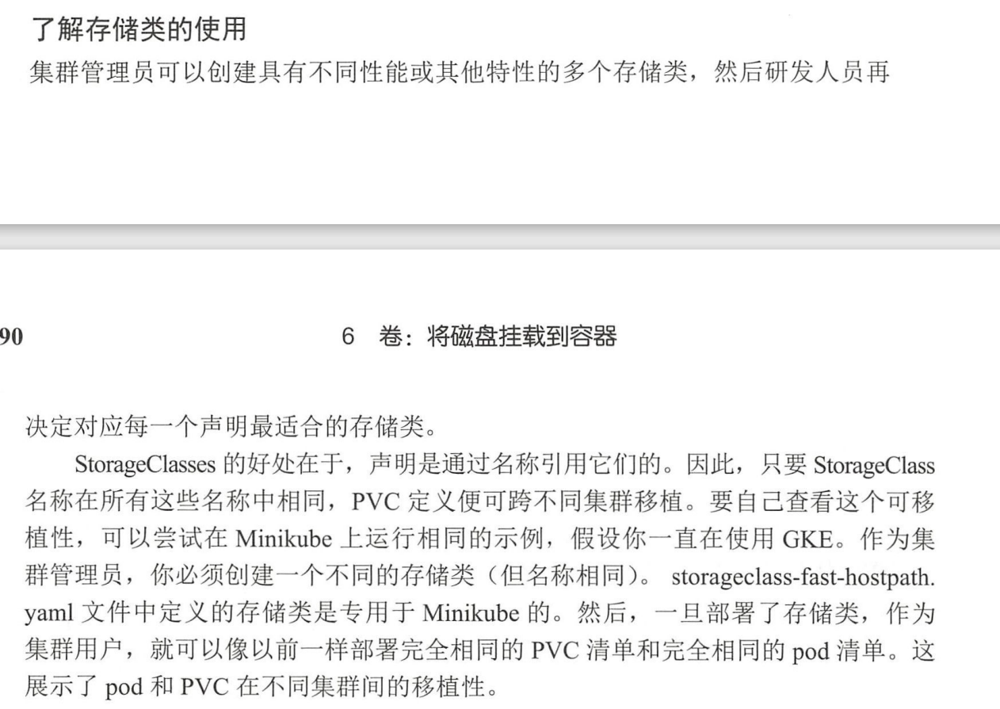 了解存储类的使用
集群管理员可以创建具有不同性能或其他特性的多个存储类，然后研发人员再
90
6 卷：将磁盘挂载到容器
决定对应每一个声明最适合的存储类。
StorageClasses 的好处在于，声明是通过名称引用它们的。因此，只要 StorageClass
名称在所有这些名称中相同，PVC 定义便可跨不同集群移植。要自己查看这个可移
植性，可以尝试在 Minikube 上运行相同的示例，假设你一直在使用 GKE。作为集
群管理员，你必须创建一个不同的存储类（但名称相同）。 storageclass-fast-hostpath.
yaml 文件中定义的存储类是专用于 Minikube 的。然后，一旦部署了存储类，作为
集群用户，就可以像以前一样部署完全相同的 PVC 清单和完全相同的 pod 清单。这
展示了 pod 和 PVC 在不同集群间的移植性。